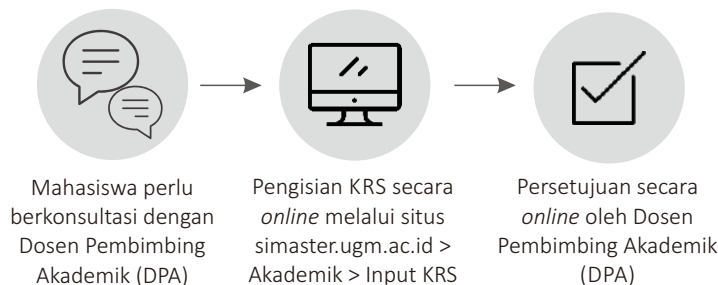 Mahasiswa perlu
berkonsultasi dengan
Dosen Pembimbing
Akademik (DPA)
Pengisian KRS secara
online melalui situs
simaster.ugm.ac.id >
Akademik > Input KRS
Persetujuan secara
online oleh Dosen
Pembimbing Akademik
(DPA)